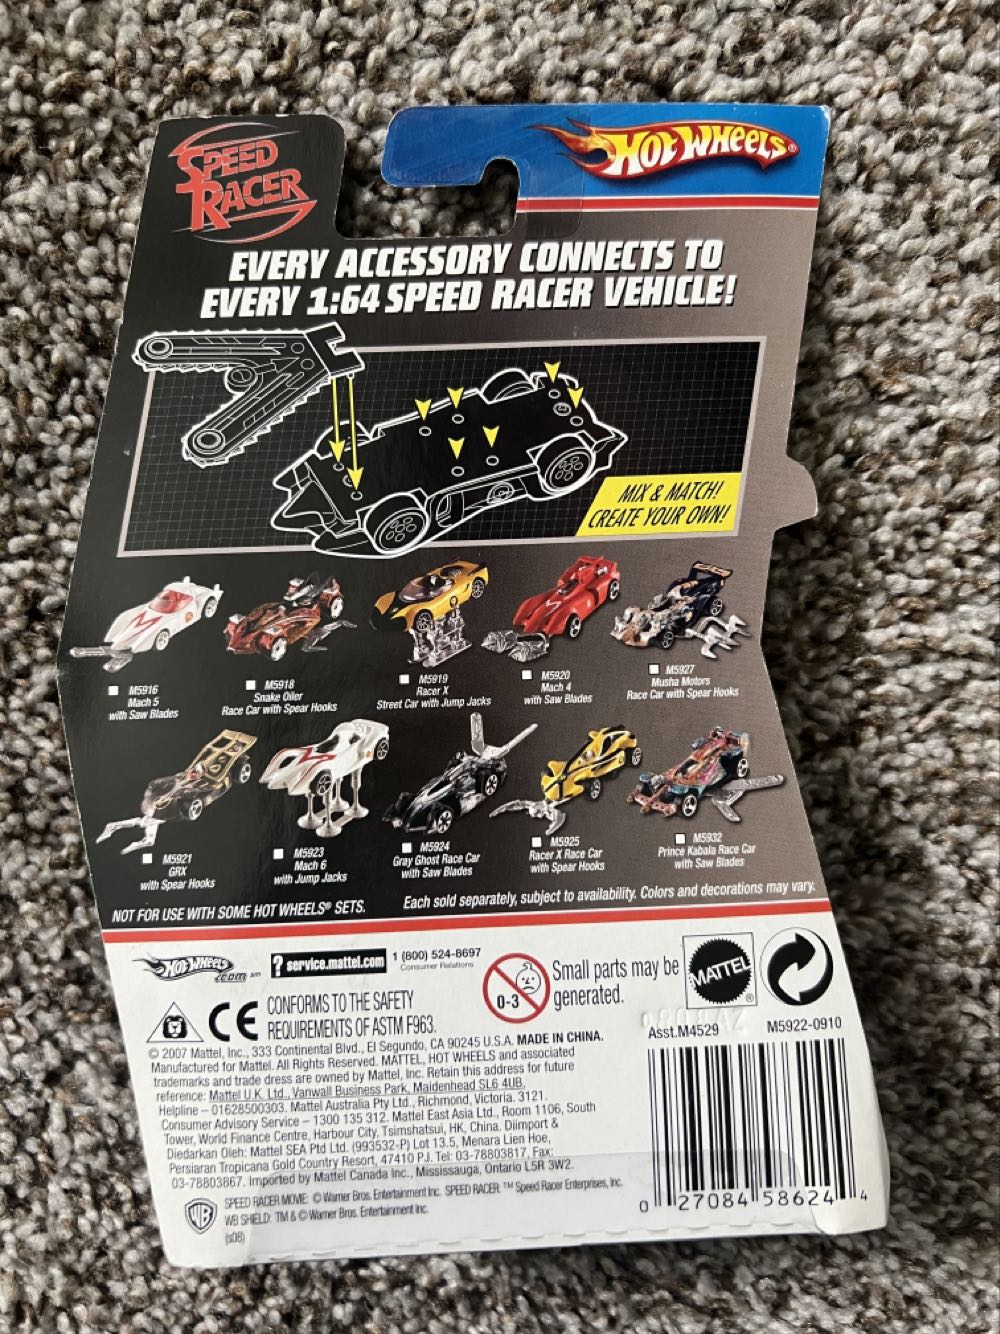 SPEED
RACER
HOT WHEELS®
EVERY ACCESSORY CONNECTS TO
EVERY 1:64 SPEED RACER VEHICLE!
MIX & MATCH!
CREATE YOUR OWN!
M5916
Mach 5
with Saw Blades
M5918
Snake Oiler
Race Car with Spear Hooks
M5919
Racer X
Street Car with Jump Jacks
M5920
Mach 4
with Saw Blades
M5927
Musha Motors
Race Car with Spear Hooks
M5921
GRX
with Spear Hooks
M5923
Mach 6
with Jump Jacks
M5924
Gray Ghost Race Car
with Saw Blades
M5925
Racer X Race Car
with Spear Hooks
M5932
Prince Kabala Race Car
with Saw Blades
NOT FOR USE WITH SOME HOT WHEELS® SETS.
Each sold separately, subject to availability. Colors and decorations may vary.
HOT WHEELS
.com℠
? service.mattel.com
1 (800) 524-8697
Consumer Relations
0-3
Small parts may be
generated.
MATTEL®
CE
CONFORMS TO THE SAFETY
REQUIREMENTS OF ASTM F963.
Asst.M4529 M5922-0910
© 2007 Mattel, Inc., 333 Continental Blvd., El Segundo, CA 90245 U.S.A. MADE IN CHINA.
Manufactured for Mattel. All Rights Reserved. MATTEL, HOT WHEELS and associated
trademarks and trade dress are owned by Mattel, Inc. Retain this address for future
reference: Mattel U.K. Ltd., Vanwall Business Park, Maidenhead SL6 4UB.
Helpline – 01628500303. Mattel Australia Pty Ltd., Richmond, Victoria. 3121.
Consumer Advisory Service – 1300 135 312. Mattel East Asia Ltd., Room 1106, South
Tower, World Finance Centre, Harbour City, Tsimshatsui, HK, China. Diimport &
Diedarkan Oleh: Mattel SEA Ptd Ltd. (993532-P) Lot 13.5, Menara Lien Hoe,
Persiaran Tropicana Gold Country Resort, 47410 PJ. Tel: 03-78803817, Fax:
03-78803867. Imported by Mattel Canada Inc., Mississauga, Ontario L5R 3W2.
WB
SPEED RACER MOVIE: © Warner Bros. Entertainment Inc. SPEED RACER: ™ Speed Racer Enterprises, Inc.
WB SHIELD: TM & © Warner Bros. Entertainment Inc.
(s08)
0 27084 58624 4